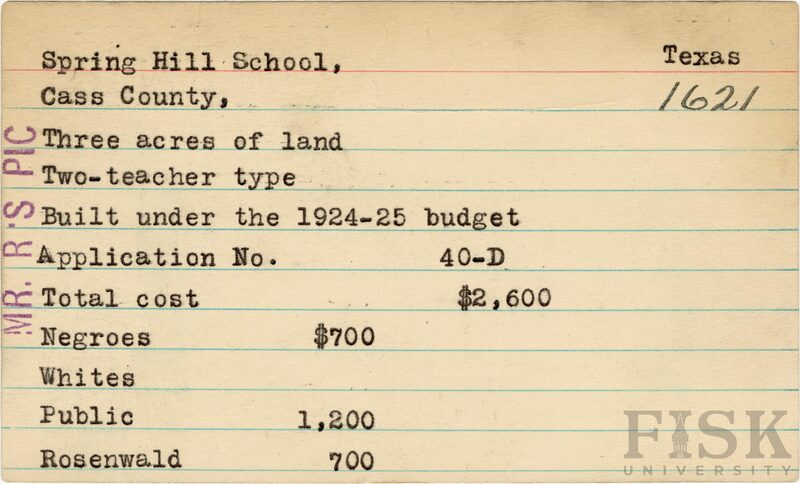 Spring Hill School, Texas
Cass County, 1621
Three acres of land
Two-teacher type
Built under the 1924-25 budget
Application No. 40-D
Total cost $2,600
Negroes $700
Whites
Public 1,200
Rosenwald 700
MR. R'S PIC
FISK
UNIVERSITY